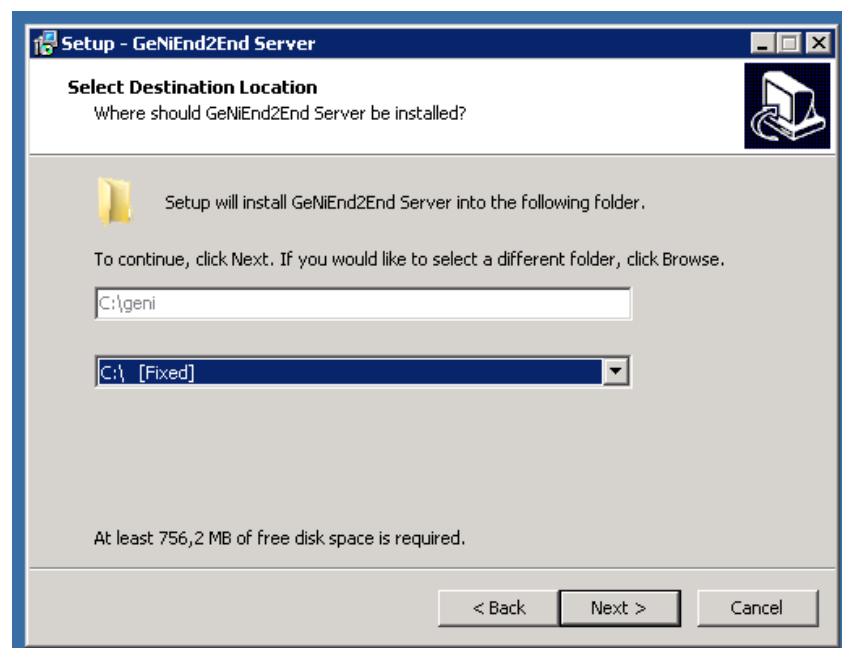 Setup - GeNiEnd2End Server
Select Destination Location
Where should GeNiEnd2End Server be installed?
Setup will install GeNiEnd2End Server into the following folder.
To continue, click Next. If you would like to select a different folder, click Browse.
C:\geni
C:\ [Fixed]
At least 756,2 MB of free disk space is required.
< Back Next > Cancel